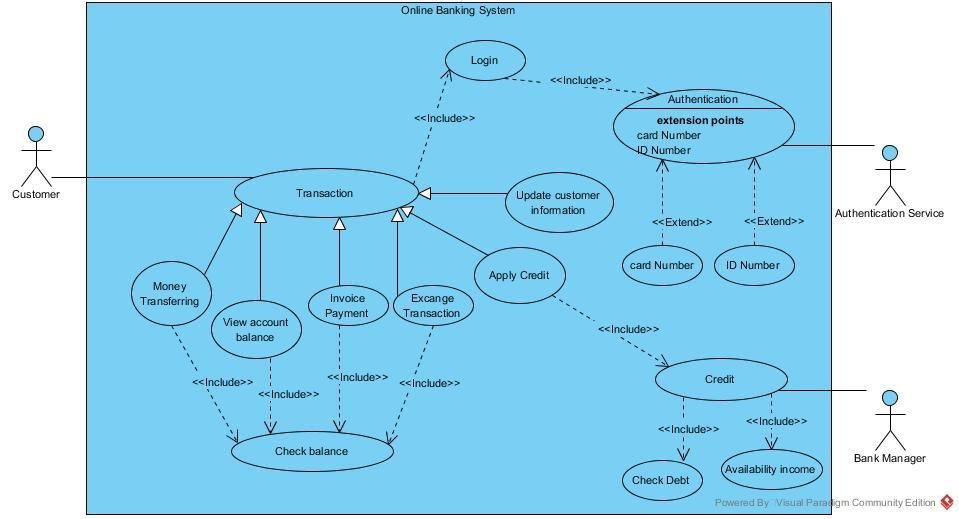 Online Banking System
Login
<<Include>>
Authentication
extension points
card Number
ID Number
<<Include>>
Customer
Transaction
Update customer
information
Authentication Service
<<Extend>>
<<Extend>>
card Number
ID Number
Apply Credit
Money
Transferring
Invoice
Payment
Excange
Transaction
View account
balance
<<Include>>
<<Include>>
<<Include>>
<<Include>>
<<Include>>
Credit
<<Include>>
<<Include>>
Check balance
Bank Manager
Check Debt
Availability income
Powered By Visual Paradigm Community Edition